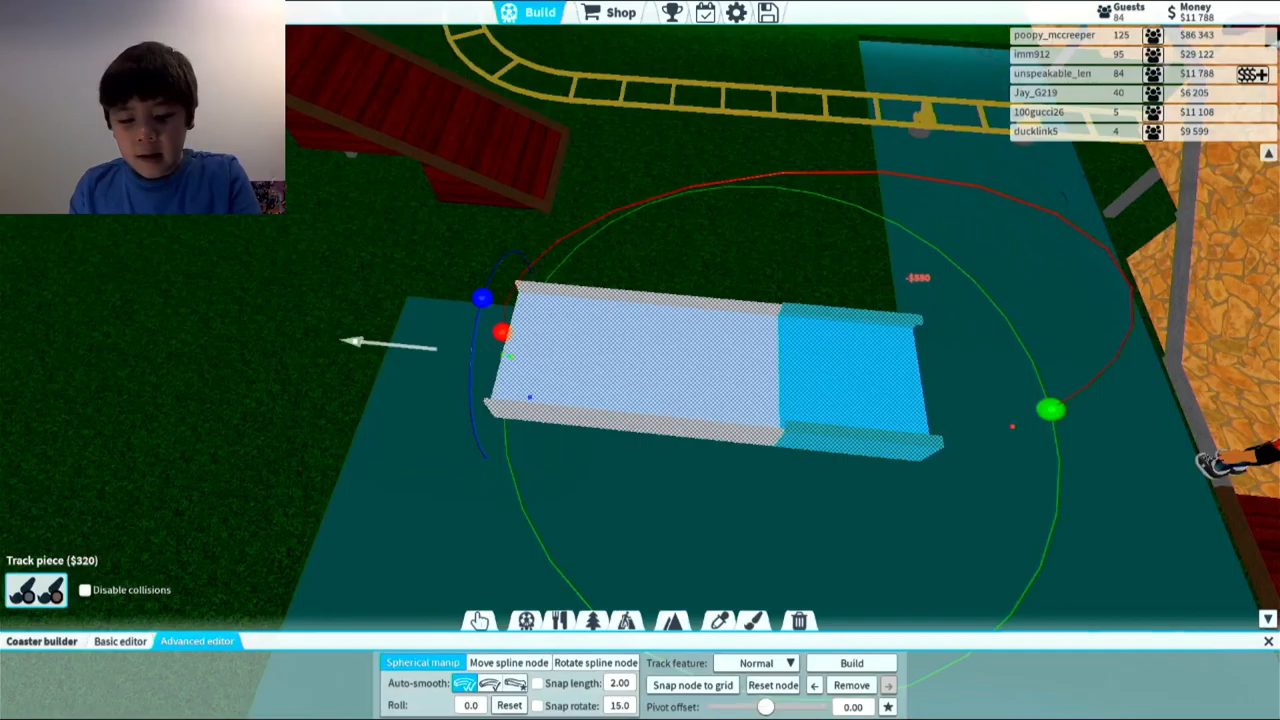 Build Shop Guests 84 $ Money $11 788
poopy_mccreeper 125 $86 343
imm912 95 $29 122
unspeakable_len 84 $11 788 $$$+
Jay_G219 40 $6 205
100gucci26 5 $11 108
ducklink5 4 $9 599
-$550
Track piece ($320)
Disable collisions
Coaster builder Basic editor Advanced editor
Spherical manip Move spline node Rotate spline node Track feature: Normal Build
Auto-smooth: Snap length: 2.00 Snap node to grid Reset node Remove
Roll: 0.0 Reset Snap rotate: 15.0 Pivot offset: 0.00